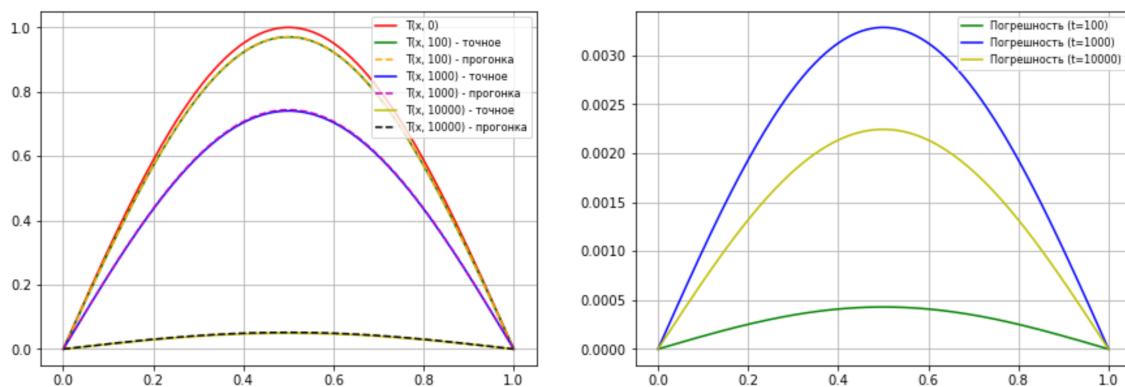 T(x, 0)
T(x, 100) - точное
T(x, 100) - прогонка
T(x, 1000) - точное
T(x, 1000) - прогонка
T(x, 10000) - точное
T(x, 10000) - прогонка
1.0
0.8
0.6
0.4
0.2
0.0
0.0 0.2 0.4 0.6 0.8 1.0
Погрешность (t=100)
Погрешность (t=1000)
Погрешность (t=10000)
0.0030
0.0025
0.0020
0.0015
0.0010
0.0005
0.0000
0.0 0.2 0.4 0.6 0.8 1.0